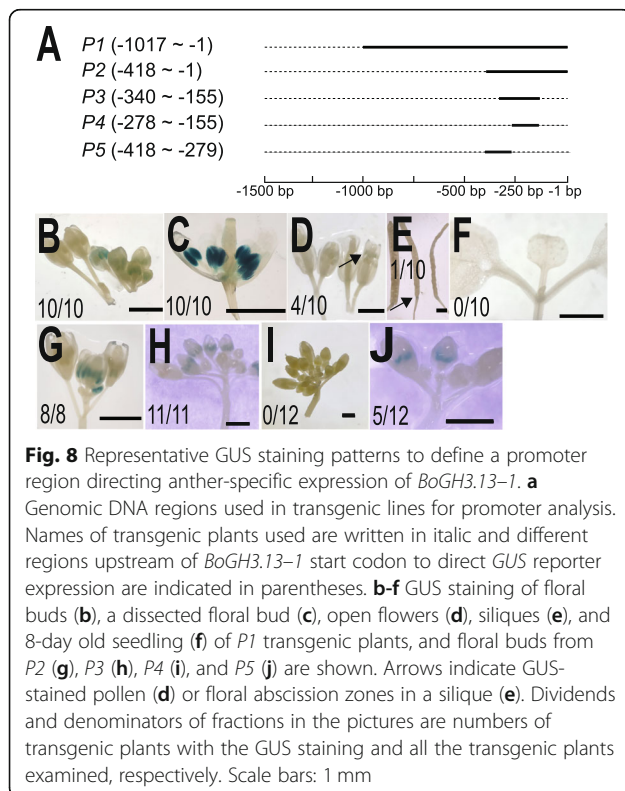 A
P1 (-1017 ~ -1)
P2 (-418 ~ -1)
P3 (-340 ~ -155)
P4 (-278 ~ -155)
P5 (-418 ~ -279)
-1500 bp -1000 bp -500 bp -250 bp -1 bp
B C D E F
1/10
10/10 10/10 4/10 0/10
G H I J
8/8 11/11 0/12 5/12
Fig. 8 Representative GUS staining patterns to define a promoter
region directing anther-specific expression of BoGH3.13–1. a
Genomic DNA regions used in transgenic lines for promoter analysis.
Names of transgenic plants used are written in italic and different
regions upstream of BoGH3.13–1 start codon to direct GUS reporter
expression are indicated in parentheses. b-f GUS staining of floral
buds (b), a dissected floral bud (c), open flowers (d), siliques (e), and
8-day old seedling (f) of P1 transgenic plants, and floral buds from
P2 (g), P3 (h), P4 (i), and P5 (j) are shown. Arrows indicate GUS-
stained pollen (d) or floral abscission zones in a silique (e). Dividends
and denominators of fractions in the pictures are numbers of
transgenic plants with the GUS staining and all the transgenic plants
examined, respectively. Scale bars: 1 mm